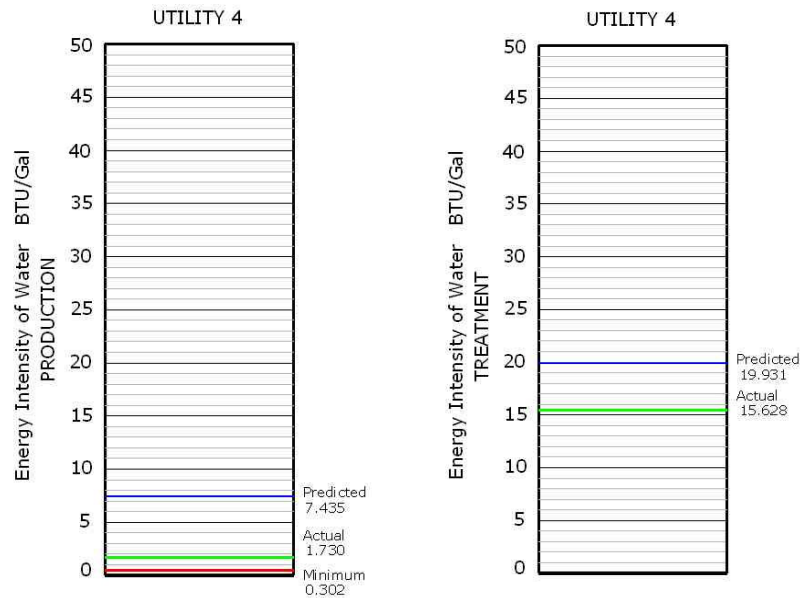 UTILITY 4
Energy Intensity of Water BTU/Gal
PRODUCTION
50
45
40
35
30
25
20
15
10
5
0
Predicted
7.435
Actual
1.730
Minimum
0.302
UTILITY 4
Energy Intensity of Water BTU/Gal
TREATMENT
50
45
40
35
30
25
20
15
10
5
0
Predicted
19.931
Actual
15.628